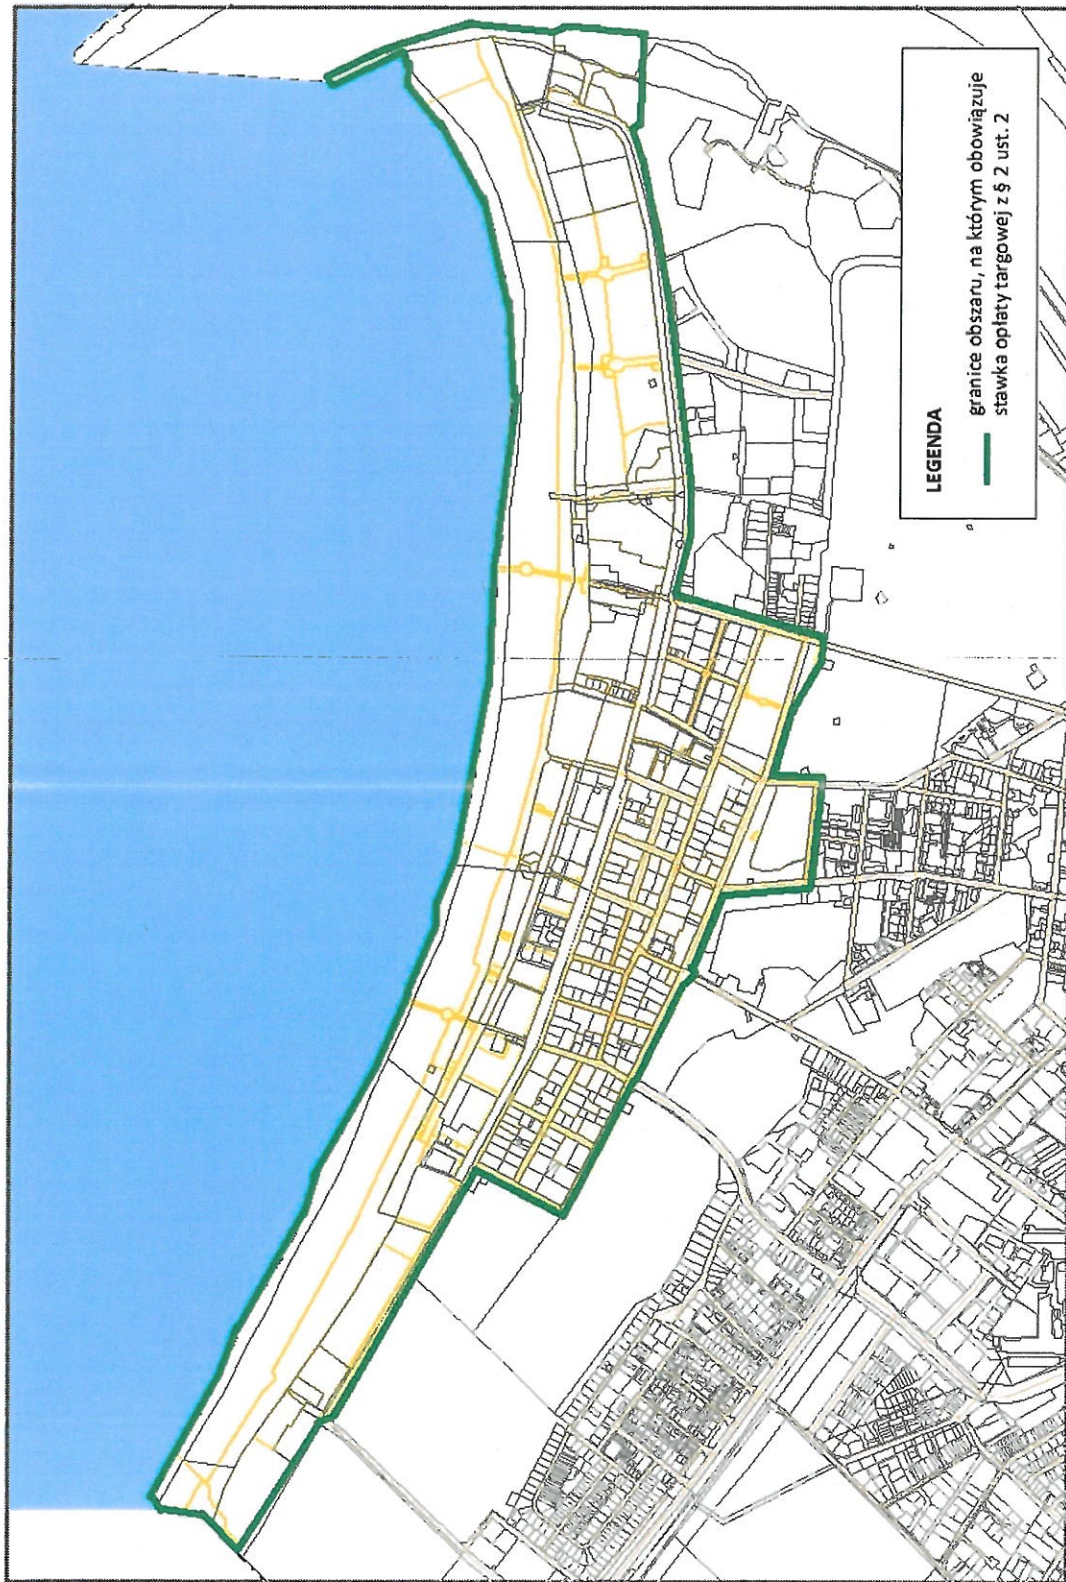 LEGENDA
granice obszaru, na którym obowiązuje
stawka opłaty targowej z § 2 ust. 2